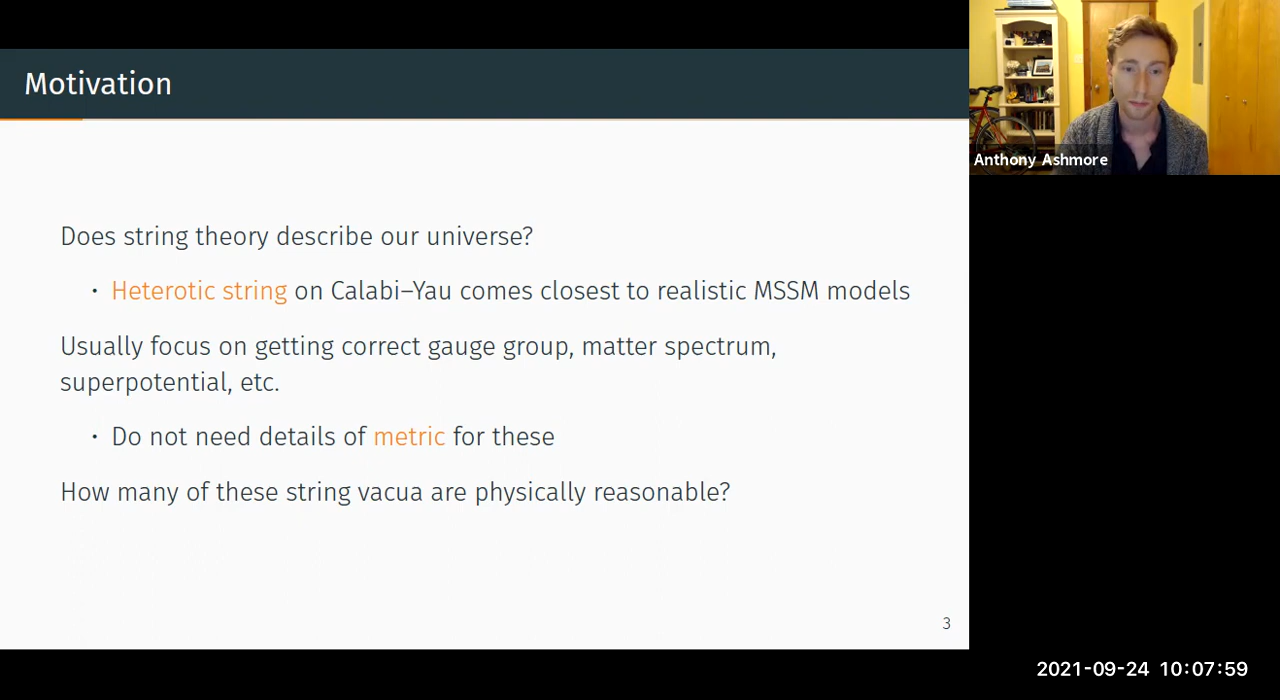 Motivation
Does string theory describe our universe?
• Heterotic string on Calabi–Yau comes closest to realistic MSSM models
Usually focus on getting correct gauge group, matter spectrum,
superpotential, etc.
• Do not need details of metric for these
How many of these string vacua are physically reasonable?
3
Anthony Ashmore
2021-09-24 10:07:59